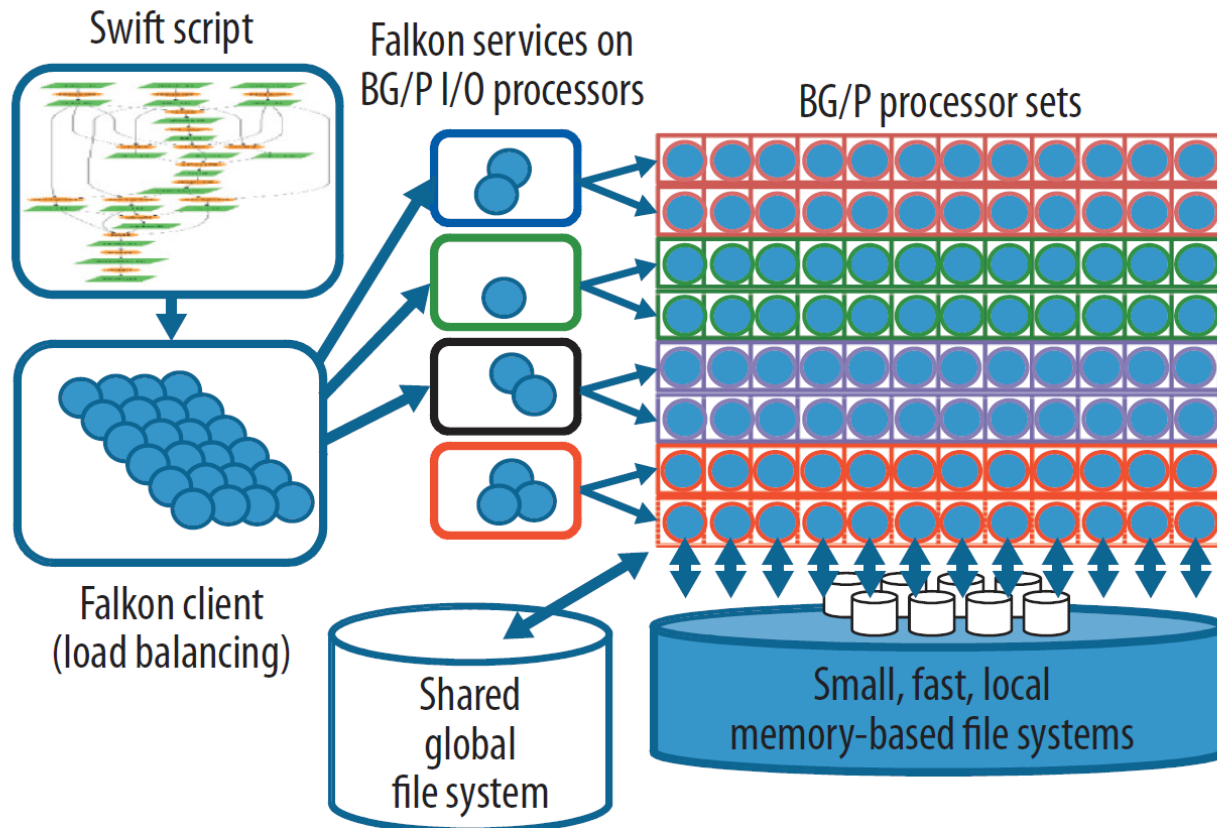 Swift script
Falkon services on
BG/P I/O processors
BG/P processor sets
Falkon client
(load balancing)
Shared
global
file system
Small, fast, local
memory-based file systems